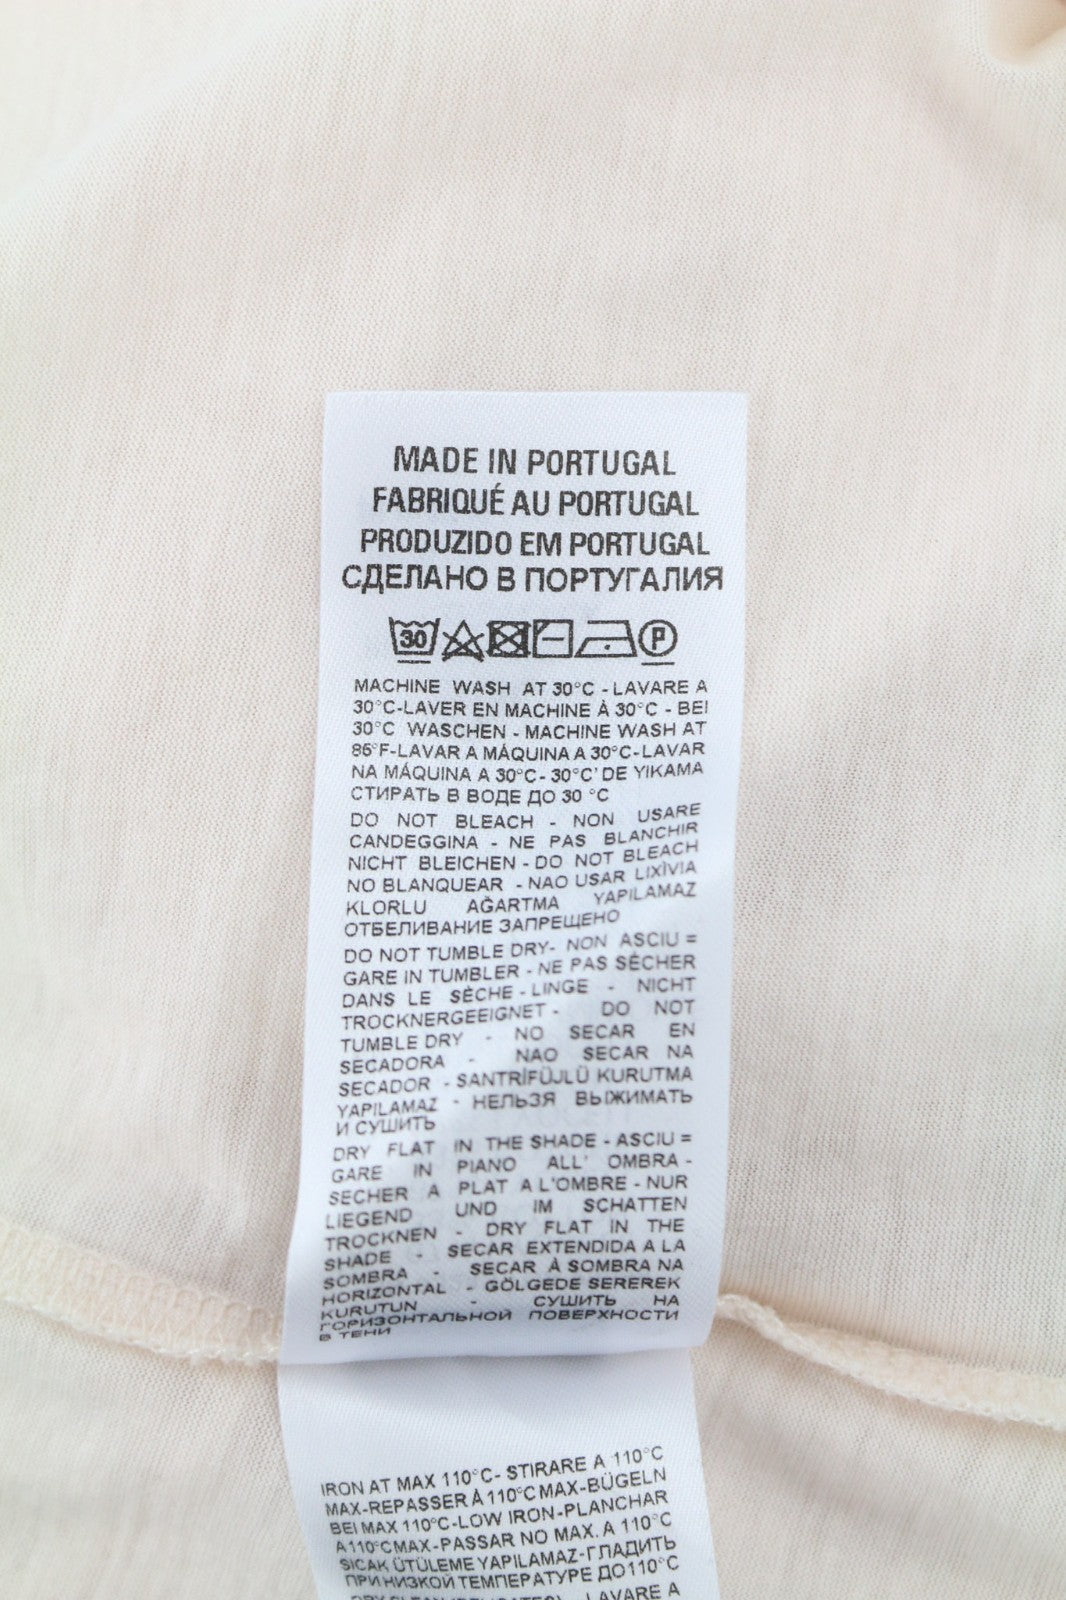 MADE IN PORTUGAL
FABRIQUÉ AU PORTUGAL
PRODUZIDO EM PORTUGAL
СДЕЛАНО В ПОРТУГАЛИЯ
30 P
MACHINE WASH AT 30°C - LAVARE A
30°C-LAVER EN MACHINE À 30°C - BEI
30°C WASCHEN - MACHINE WASH AT
85°F-LAVAR A MÁQUINA A 30°C-LAVAR
NA MÁQUINA A 30°C- 30°C' DE YIKAMA
СТИРАТЬ В ВОДЕ ДО 30 °C
DO NOT BLEACH - NON USARE
CANDEGGINA - NE PAS BLANCHIR
NICHT BLEICHEN - DO NOT BLEACH
NO BLANQUEAR - NAO USAR LIXÌVIA
KLORLU AĞARTMA YAPILAMAZ
ОТБЕЛИВАНИЕ ЗАПРЕЩЕНО
DO NOT TUMBLE DRY- NON ASCIU =
GARE IN TUMBLER - NE PAS SÉCHER
DANS LE SÈCHE - LINGE - NICHT
TROCKNERGEEIGNET - DO NOT
TUMBLE DRY - NO SECAR EN
SECADORA - NAO SECAR NA
SECADOR - SANTRİFÜJLÜ KURUTMA
YAPILAMAZ - НЕЛЬЗЯ ВЫЖИМАТЬ
И СУШИТЬ
DRY FLAT IN THE SHADE - ASCIU =
GARE IN PIANO ALL' OMBRA -
SÉCHER A PLAT A L'OMBRE - NUR
LIEGEND UND IM SCHATTEN
TROCKNEN - DRY FLAT IN THE
SHADE - SECAR EXTENDIDA A LA
SOMBRA - SECAR À SOMBRA NA
HORIZONTAL - GÖLGEDE SEREREK
KURUTUN - СУШИТЬ НА
ГОРИЗОНТАЛЬНОЙ ПОВЕРХНОСТИ
В ТЕНИ
IRON AT MAX 110°C- STIRARE A 110°C
MAX-REPASSER À 110°C MAX-BÜGELN
BEI MAX 110°C-LOW IRON-PLANCHAR
A 110°C MAX-PASSAR NO MAX. A 110°C
SICAK ÜTÜLEME YAPILAMAZ-ГЛАДИТЬ
ПРИ НИЗКОЙ ТЕМПЕРАТУРЕ ДО 110°C
LAVARE A